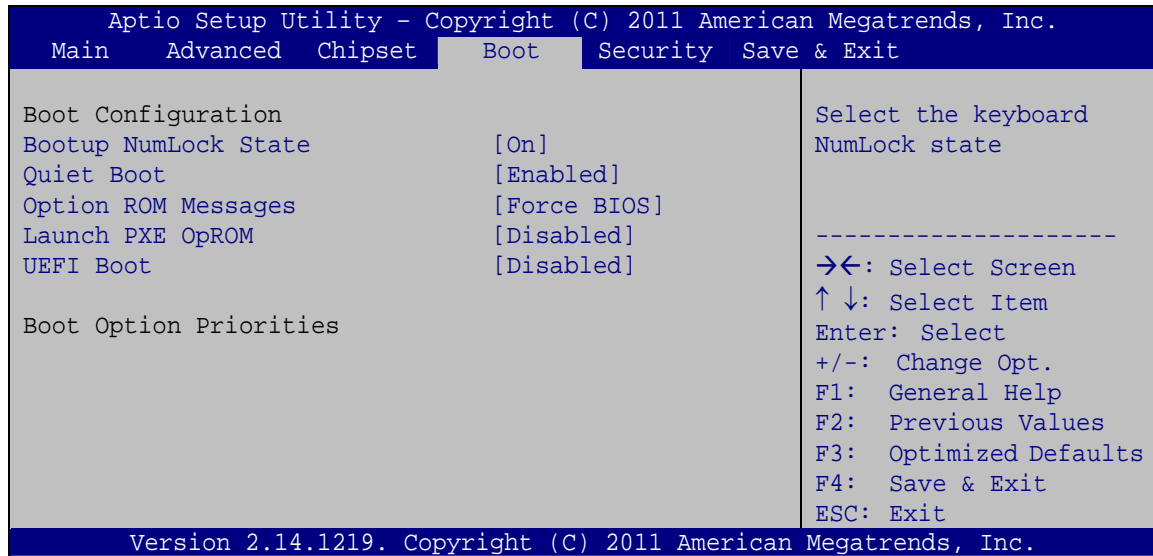 Aptio Setup Utility – Copyright (C) 2011 American Megatrends, Inc.
Main Advanced Chipset Boot Security Save & Exit
Boot Configuration
Bootup NumLock State [On]
Quiet Boot [Enabled]
Option ROM Messages [Force BIOS]
Launch PXE OpROM [Disabled]
UEFI Boot [Disabled]
Boot Option Priorities
Select the keyboard
NumLock state
---------------------
→←: Select Screen
↑ ↓: Select Item
Enter: Select
+/-: Change Opt.
F1: General Help
F2: Previous Values
F3: Optimized Defaults
F4: Save & Exit
ESC: Exit
Version 2.14.1219. Copyright (C) 2011 American Megatrends, Inc.